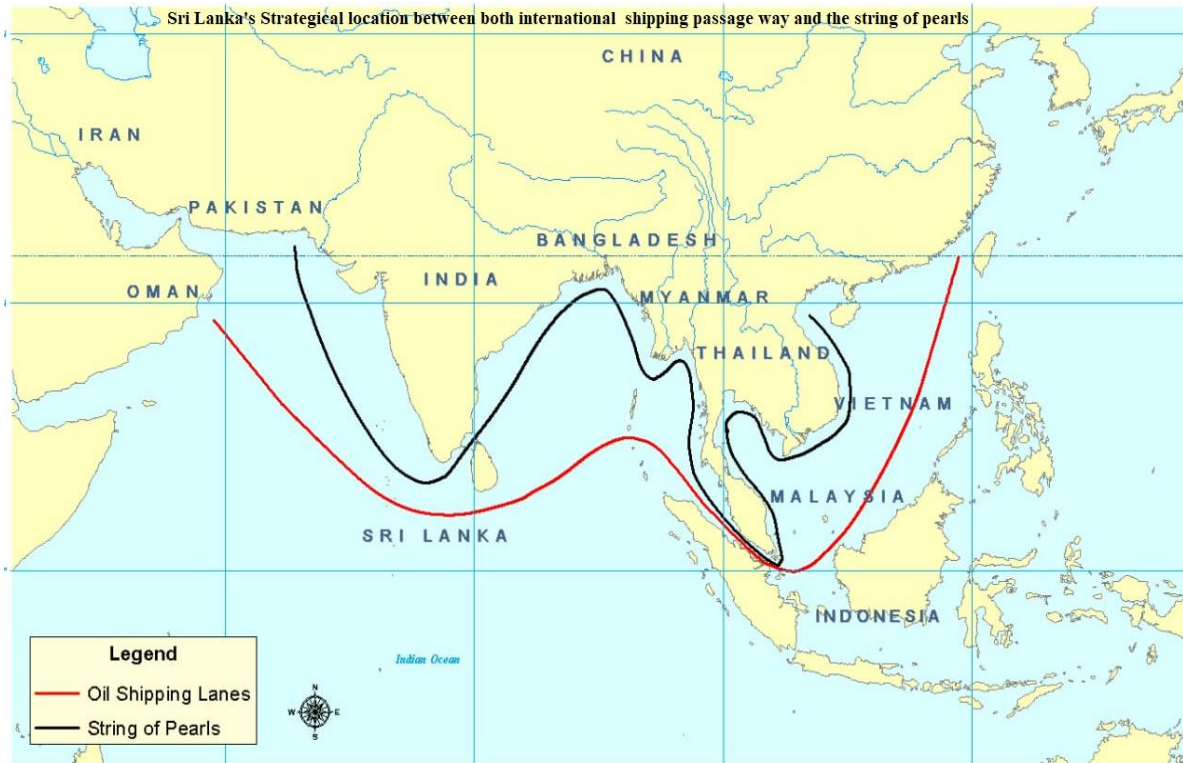 Sri Lanka's Strategical location between both international shipping passage way and the string of pearls
CHINA
IRAN
PAKISTAN
BANGLADESH
INDIA
OMAN
MYANMAR
THAILAND
VIETNAM
MALAYSIA
SRI LANKA
INDONESIA
Indian Ocean
Legend
Oil Shipping Lanes
String of Pearls
N
W E
S